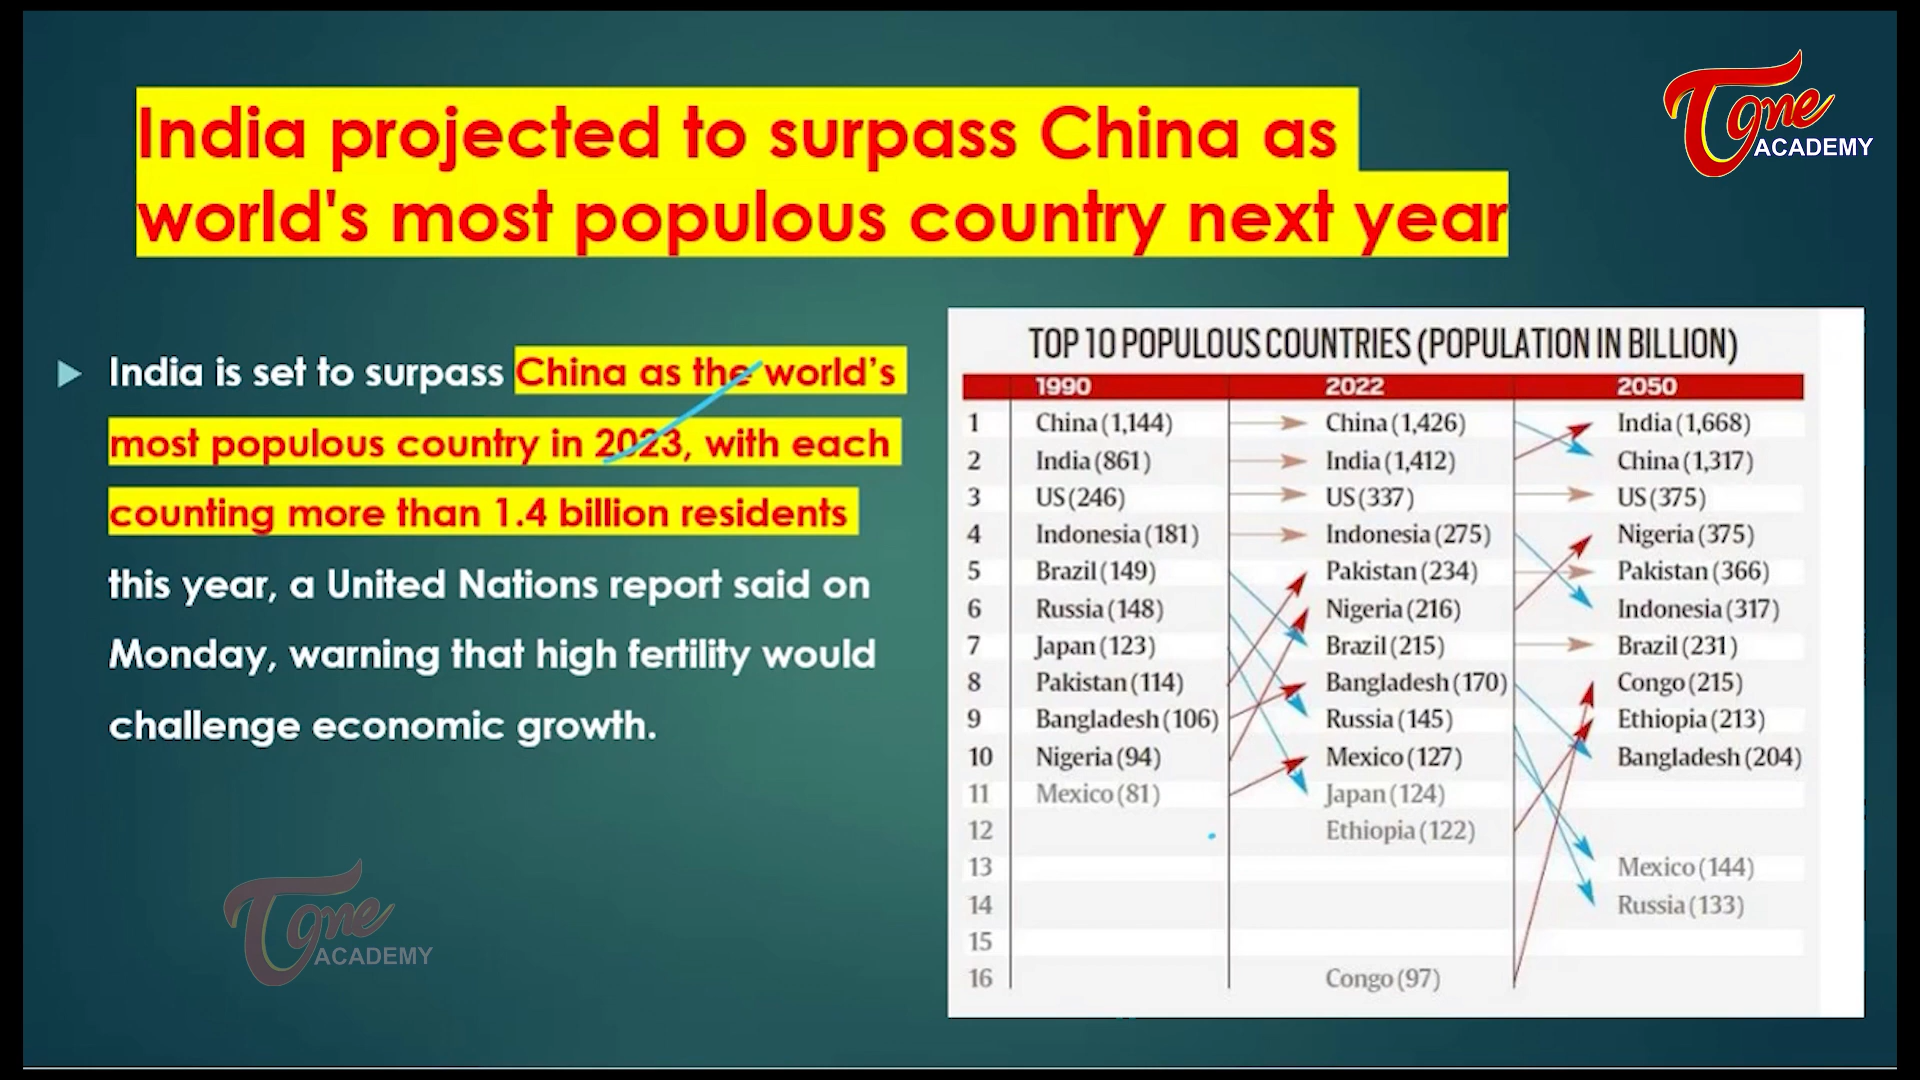 India projected to surpass China as
world's most populous country next year
Tone
ACADEMY
India is set to surpass China as the world's
most populous country in 2023, with each
counting more than 1.4 billion residents
this year, a United Nations report said on
Monday, warning that high fertility would
challenge economic growth.
TOP 10 POPULOUS COUNTRIES (POPULATION IN BILLION)
1990 2022 2050
1 China (1,144) China (1,426) India (1,668)
2 India (861) India (1,412) China (1,317)
3 US (246) US (337) US (375)
4 Indonesia (181) Indonesia (275) Nigeria (375)
5 Brazil (149) Pakistan (234) Pakistan (366)
6 Russia (148) Nigeria (216) Indonesia (317)
7 Japan (123) Brazil (215) Brazil (231)
8 Pakistan (114) Bangladesh (170) Congo (215)
9 Bangladesh (106) Russia (145) Ethiopia (213)
10 Nigeria (94) Mexico (127) Bangladesh (204)
11 Mexico (81) Japan (124)
12 Ethiopia (122)
13 Mexico (144)
14 Russia (133)
15
16 Congo (97)
Tone
ACADEMY